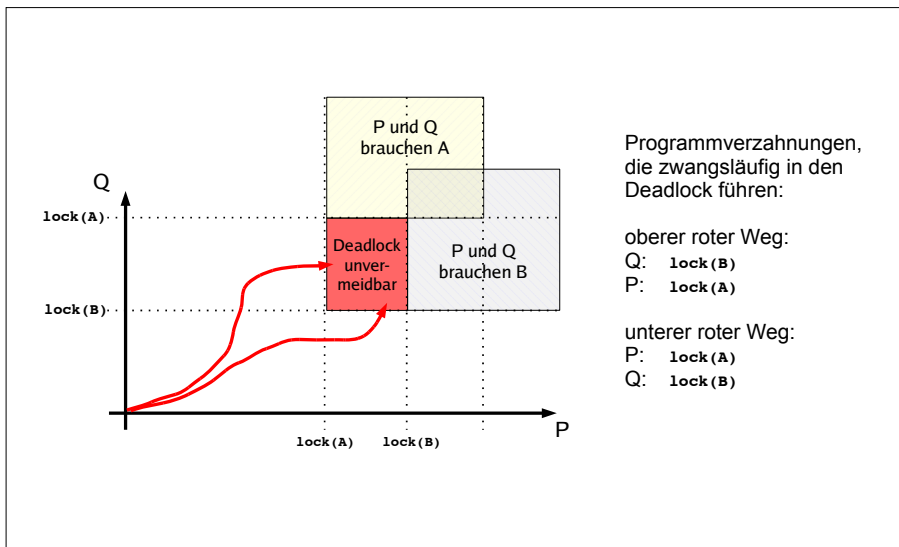 P und Q
brauchen A
Q
lock(A)
Deadlock
unver-
meidbar
P und Q
brauchen B
lock(B)
lock(A)
lock(B)
P
Programmverzahnungen,
die zwangsläufig in den
Deadlock führen:
oberer roter Weg:
Q: lock(B)
P: lock(A)
unterer roter Weg:
P: lock(A)
Q: lock(B)